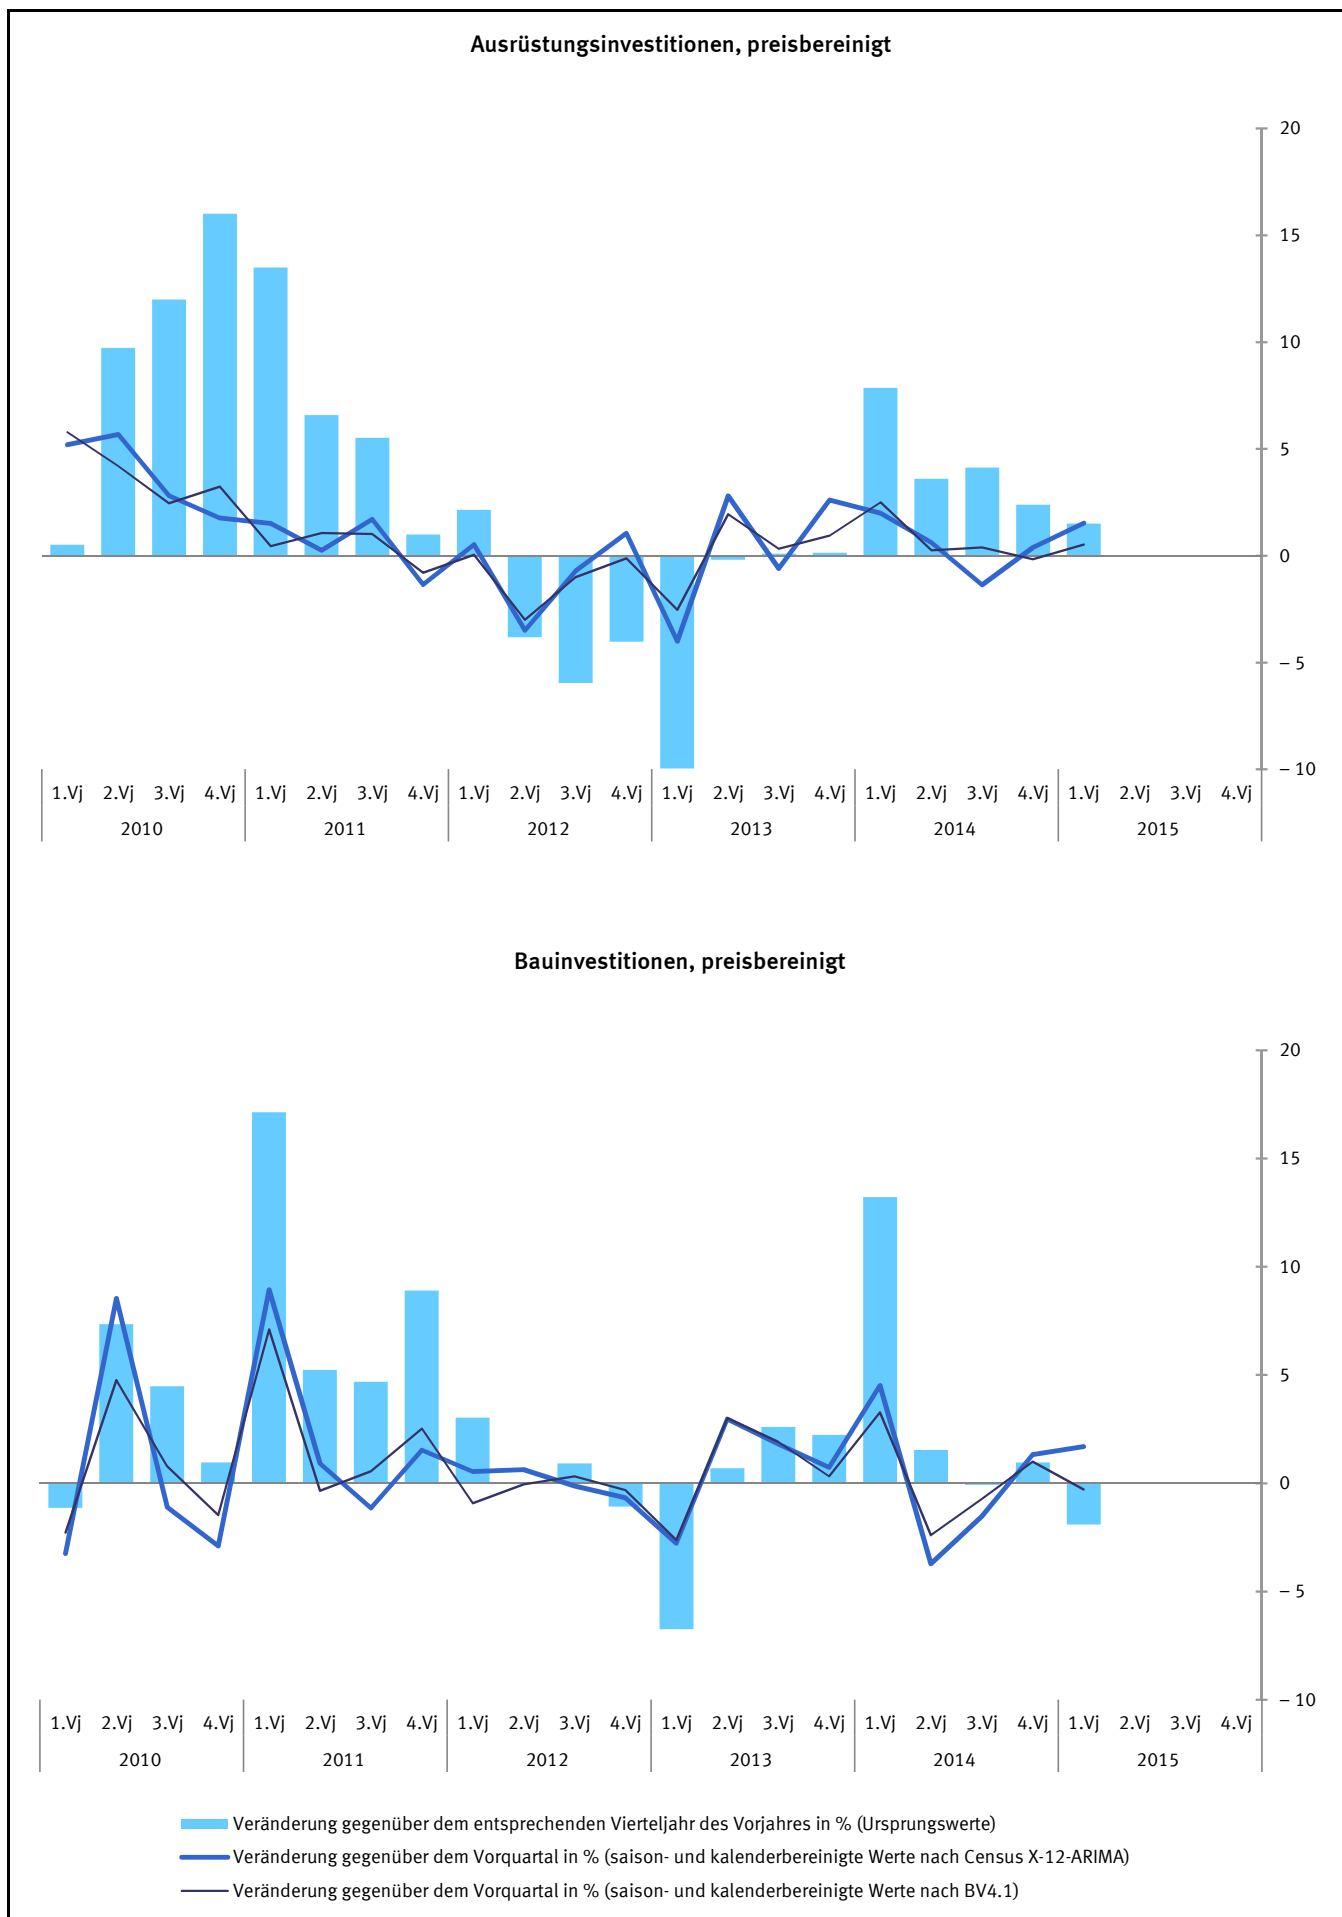 Ausrüstungsinvestitionen, preisbereinigt
20
15
10
5
0
– 5
– 10
1.Vj 2.Vj 3.Vj 4.Vj 1.Vj 2.Vj 3.Vj 4.Vj 1.Vj 2.Vj 3.Vj 4.Vj 1.Vj 2.Vj 3.Vj 4.Vj 1.Vj 2.Vj 3.Vj 4.Vj 1.Vj 2.Vj 3.Vj 4.Vj
2010 2011 2012 2013 2014 2015
Bauinvestitionen, preisbereinigt
20
15
10
5
0
– 5
– 10
1.Vj 2.Vj 3.Vj 4.Vj 1.Vj 2.Vj 3.Vj 4.Vj 1.Vj 2.Vj 3.Vj 4.Vj 1.Vj 2.Vj 3.Vj 4.Vj 1.Vj 2.Vj 3.Vj 4.Vj 1.Vj 2.Vj 3.Vj 4.Vj
2010 2011 2012 2013 2014 2015
Veränderung gegenüber dem entsprechenden Vierteljahr des Vorjahres in % (Ursprungswerte)
Veränderung gegenüber dem Vorquartal in % (saison- und kalenderbereinigte Werte nach Census X-12-ARIMA)
Veränderung gegenüber dem Vorquartal in % (saison- und kalenderbereinigte Werte nach BV4.1)